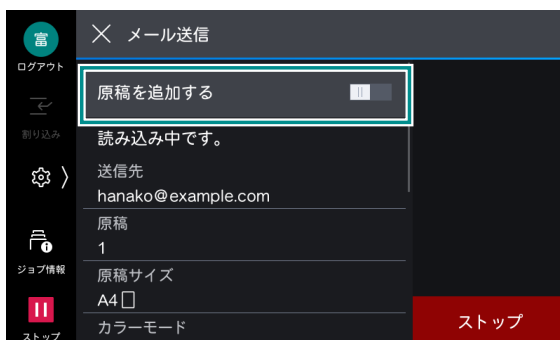 富
ログアウト
割り込み
ジョブ情報
ストップ
メール送信
原稿を追加する
読み込み中です。
送信先
hanako@example.com
原稿
1
原稿サイズ
A4
カラーモード
ストップ